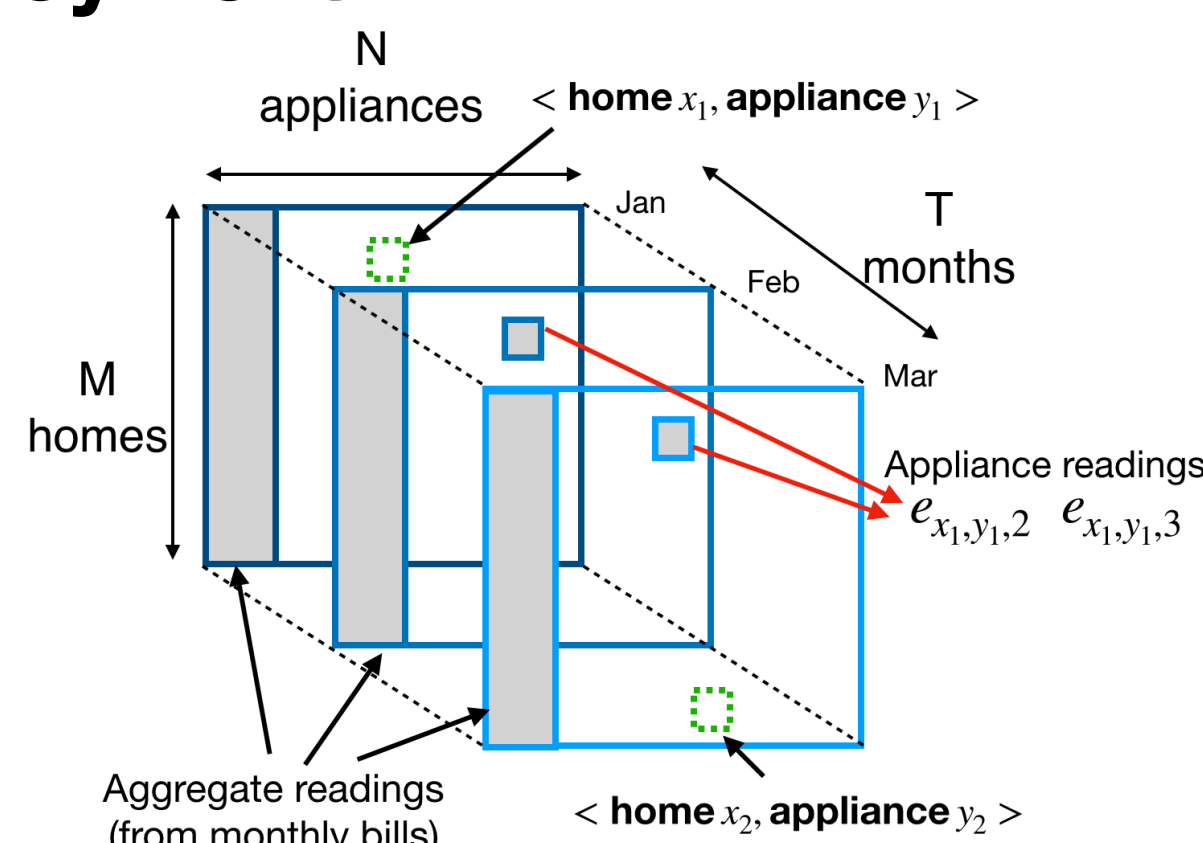 N
appliances
< home x₁, appliance y₁ >
Jan
T
months
Feb
M
homes
Mar
Appliance readings
eₓ₁,y₁,2 eₓ₁,y₁,3
Aggregate readings
(from monthly bills)
< home x₂, appliance y₂ >